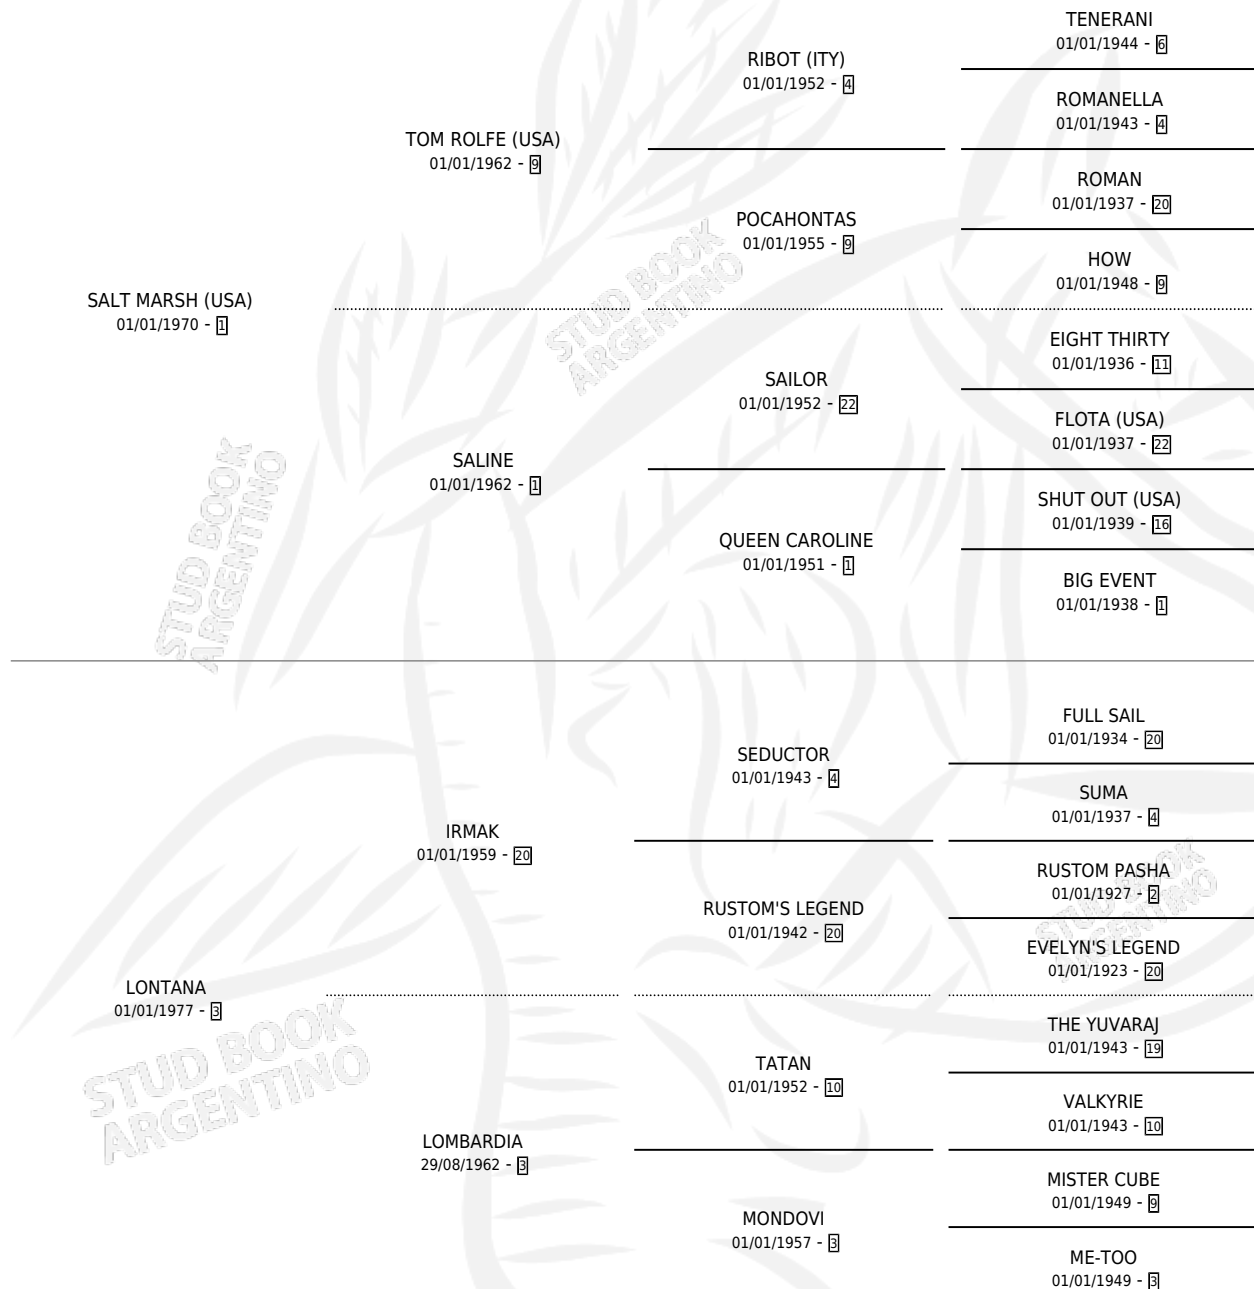 TENERANI
01/01/1944 - 6
RIBOT (ITY)
01/01/1952 - 4
ROMANELLA
01/01/1943 - 4
TOM ROLFE (USA)
01/01/1962 - 9
ROMAN
01/01/1937 - 20
POCAHONTAS
01/01/1955 - 9
HOW
01/01/1948 - 9
SALT MARSH (USA)
01/01/1970 - 1
EIGHT THIRTY
01/01/1936 - 11
SAILOR
01/01/1952 - 22
FLOTA (USA)
01/01/1937 - 22
SALINE
01/01/1962 - 1
SHUT OUT (USA)
01/01/1939 - 16
QUEEN CAROLINE
01/01/1951 - 1
BIG EVENT
01/01/1938 - 1
FULL SAIL
01/01/1934 - 20
SEDUCTOR
01/01/1943 - 4
SUMA
01/01/1937 - 4
IRMAK
01/01/1959 - 20
RUSTOM PASHA
01/01/1927 - 2
RUSTOM'S LEGEND
01/01/1942 - 20
EVELYN'S LEGEND
01/01/1923 - 20
LONTANA
01/01/1977 - 3
THE YUVARAJ
01/01/1943 - 19
TATAN
01/01/1952 - 10
VALKYRIE
01/01/1943 - 10
LOMBARDIA
29/08/1962 - 3
MISTER CUBE
01/01/1949 - 9
MONDOVI
01/01/1957 - 3
ME-TOO
01/01/1949 - 3
STUD BOOK
ARGENTINO
STUD BOOK
ARGENTINO
STUD BOOK
ARGENTINO
STUD BOOK
ARGENTINO